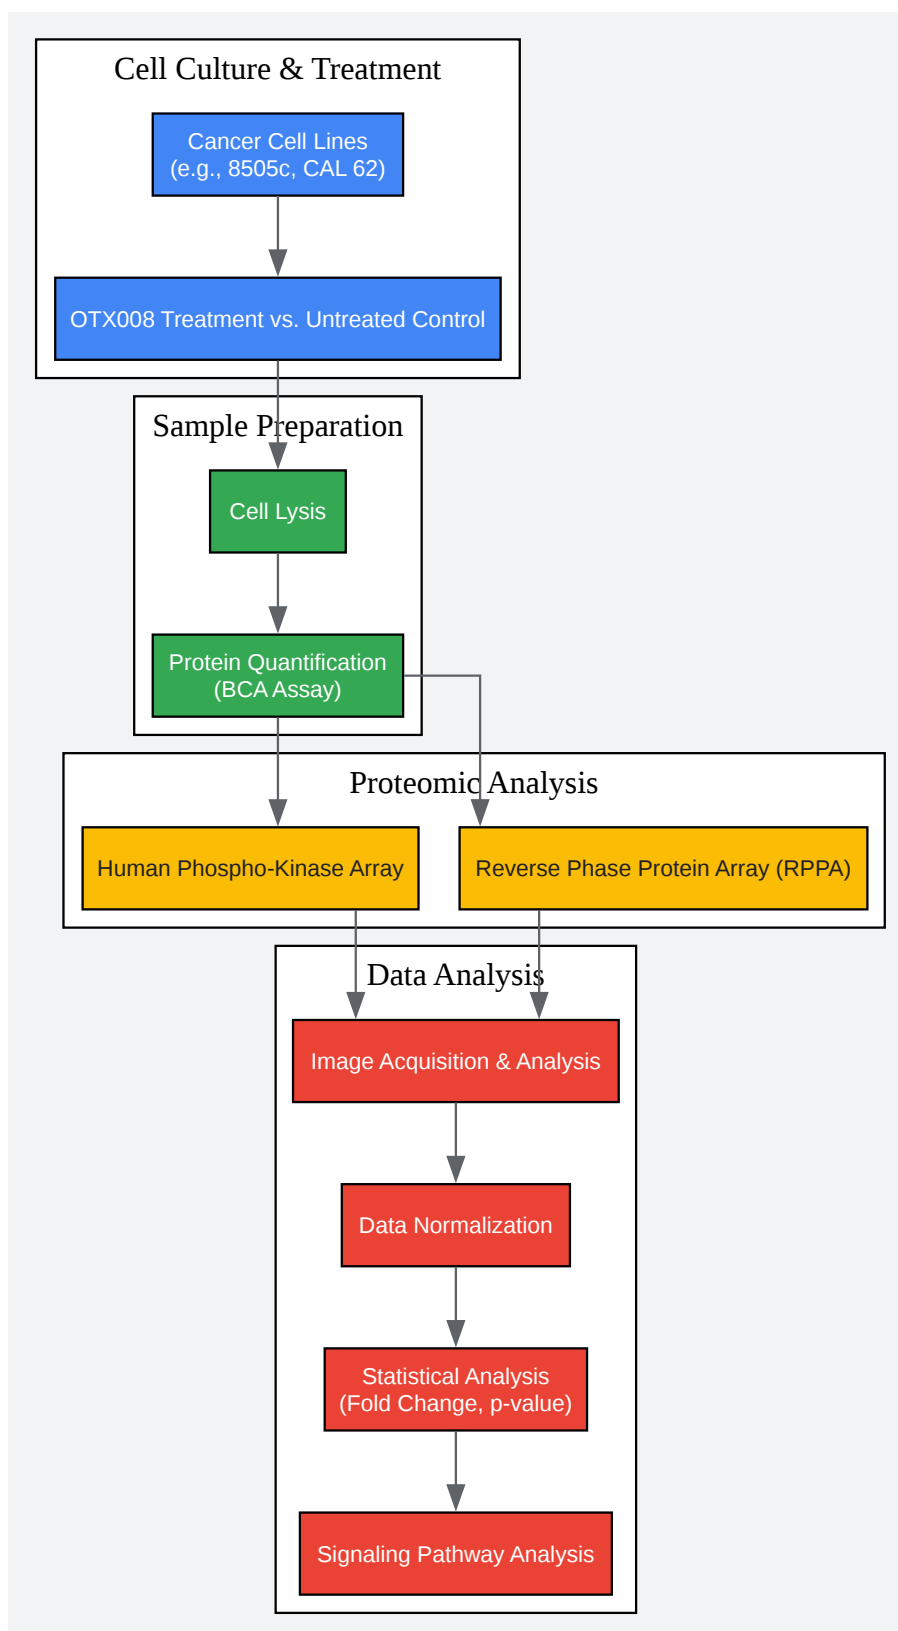 Cell Culture & Treatment
Cancer Cell Lines
(e.g., 8505c, CAL 62)
OTX008 Treatment vs. Untreated Control
Sample Preparation
Cell Lysis
Protein Quantification
(BCA Assay)
Proteomic Analysis
Human Phospho-Kinase Array
Reverse Phase Protein Array (RPPA)
Data Analysis
Image Acquisition & Analysis
Data Normalization
Statistical Analysis
(Fold Change, p-value)
Signaling Pathway Analysis